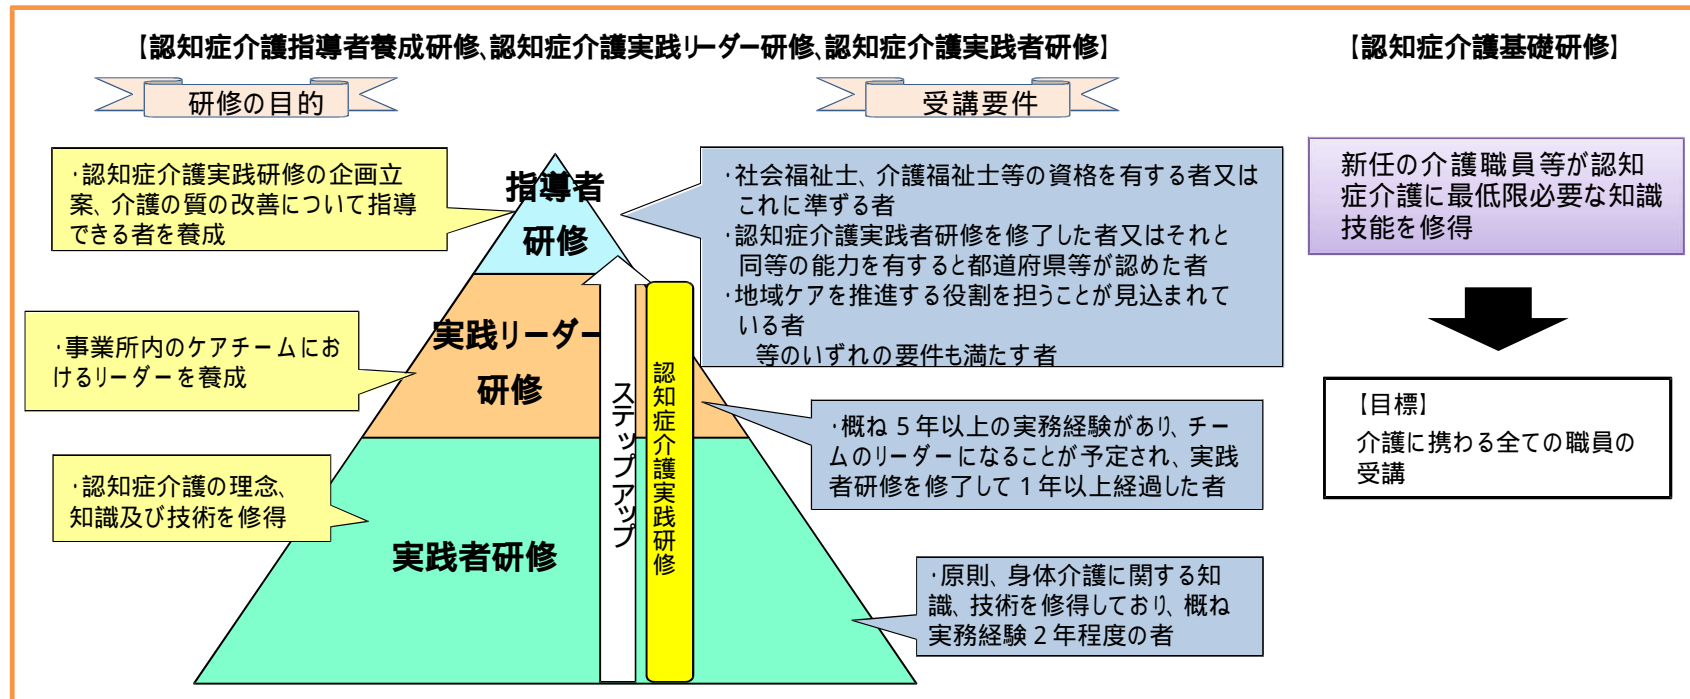 【認知症介護指導者養成研修、認知症介護実践リーダー研修、認知症介護実践者研修】
【認知症介護基礎研修】
研修の目的
受講要件
・認知症介護実践研修の企画立
案、介護の質の改善について指導
できる者を養成
指導者
研修
・社会福祉士、介護福祉士等の資格を有する者又は
これに準ずる者
・認知症介護実践者研修を修了した者又はそれと
同等の能力を有すると都道府県等が認めた者
・地域ケアを推進する役割を担うことが見込まれて
いる者
等のいずれの要件も満たす者
新任の介護職員等が認知
症介護に最低限必要な知識
技能を修得
・事業所内のケアチームにお
けるリーダーを養成
実践リーダー
研修
ステップアップ
認知症介護実践研修
・概ね5年以上の実務経験があり、チー
ムのリーダーになることが予定され、実践
者研修を修了して1年以上経過した者
【目標】
介護に携わる全ての職員の
受講
・認知症介護の理念、
知識及び技術を修得
実践者研修
・原則、身体介護に関する知
識、技術を修得しており、概ね
実務経験2年程度の者